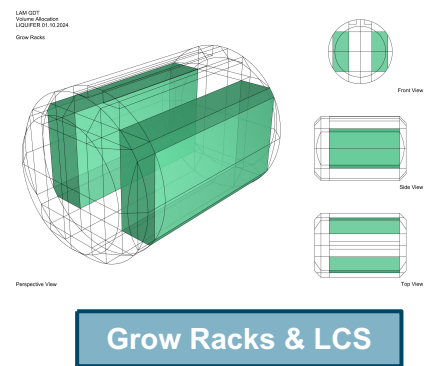 LAM GDT
Volume Allocation
LIQUIFER 01.10.2024
Grow Racks
Front View
Side View
Top View
Perspective View
Grow Racks & LCS